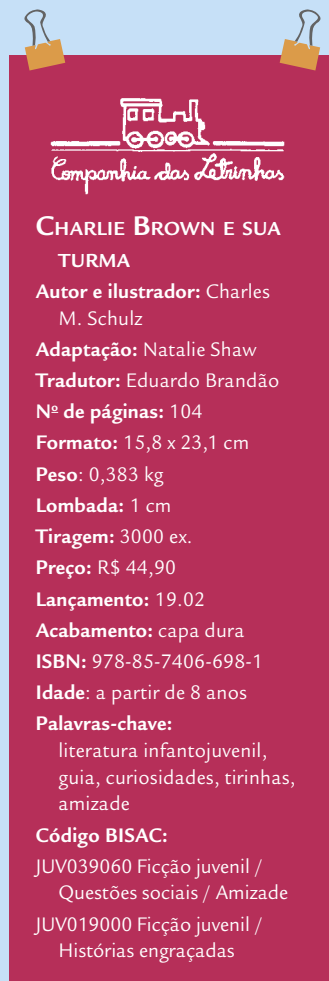 Companhia das Letrinhas
Charlie Brown e sua
turma
Autor e ilustrador: Charles
M. Schulz
Adaptação: Natalie Shaw
Tradutor: Eduardo Brandão
Nº de páginas: 104
Formato: 15,8 x 23,1 cm
Peso: 0,383 kg
Lombada: 1 cm
Tiragem: 3000 ex.
Preço: R$ 44,90
Lançamento: 19.02
Acabamento: capa dura
ISBN: 978-85-7406-698-1
Idade: a partir de 8 anos
Palavras-chave:
literatura infantojuvenil,
guia, curiosidades, tirinhas,
amizade
Código BISAC:
JUV039060 Ficção juvenil /
Questões sociais / Amizade
JUV019000 Ficção juvenil /
Histórias engraçadas